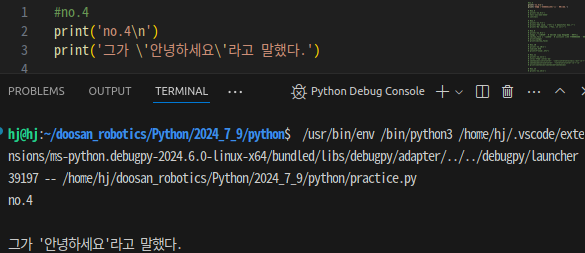 1 #no.4
2 print('no.4\n')
3 print('그가 \'안녕하세요\'라고 말했다.')
4
PROBLEMS OUTPUT TERMINAL ... Python Debug Console
hj@hj:~/doosan_robotics/Python/2024_7_9/python$ /usr/bin/env /bin/python3 /home/hj/.vscode/exte
nsions/ms-python.debugpy-2024.6.0-linux-x64/bundled/libs/debugpy/adapter/../../debugpy/launcher
39197 -- /home/hj/doosan_robotics/Python/2024_7_9/python/practice.py
no.4
그가 '안녕하세요'라고 말했다.